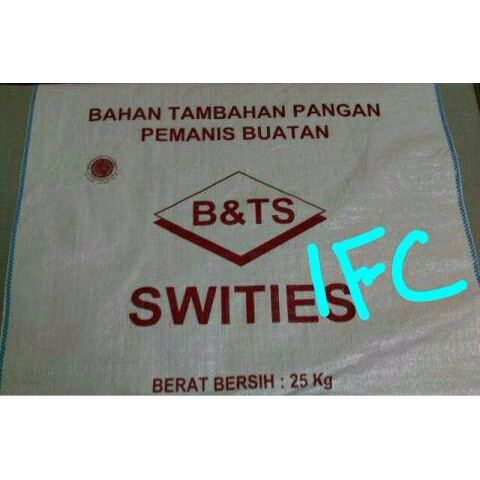 BAHAN TAMBAHAN PANGAN
PEMANIS BUATAN
B&TS
SWITIES
IFC
BERAT BERSIH : 25 Kg